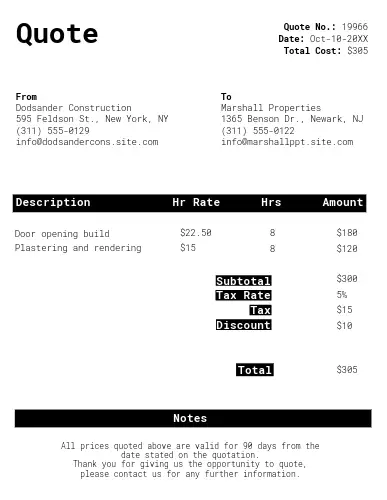 Quote
Quote No.: 19966
Date: Oct-10-20XX
Total Cost: $305
From
Dodsander Construction
595 Feldson St., New York, NY
(311) 555-0129
info@dodsandercons.site.com
To
Marshall Properties
1365 Benson Dr., Newark, NJ
(311) 555-0122
info@marshallppt.site.com
Description Hr Rate Hrs Amount
Door opening build $22.50 8 $180
Plastering and rendering $15 8 $120
Subtotal $300
Tax Rate 5%
Tax $15
Discount $10
Total $305
Notes
All prices quoted above are valid for 90 days from the
date stated on the quotation.
Thank you for giving us the opportunity to quote,
please contact us for any further information.